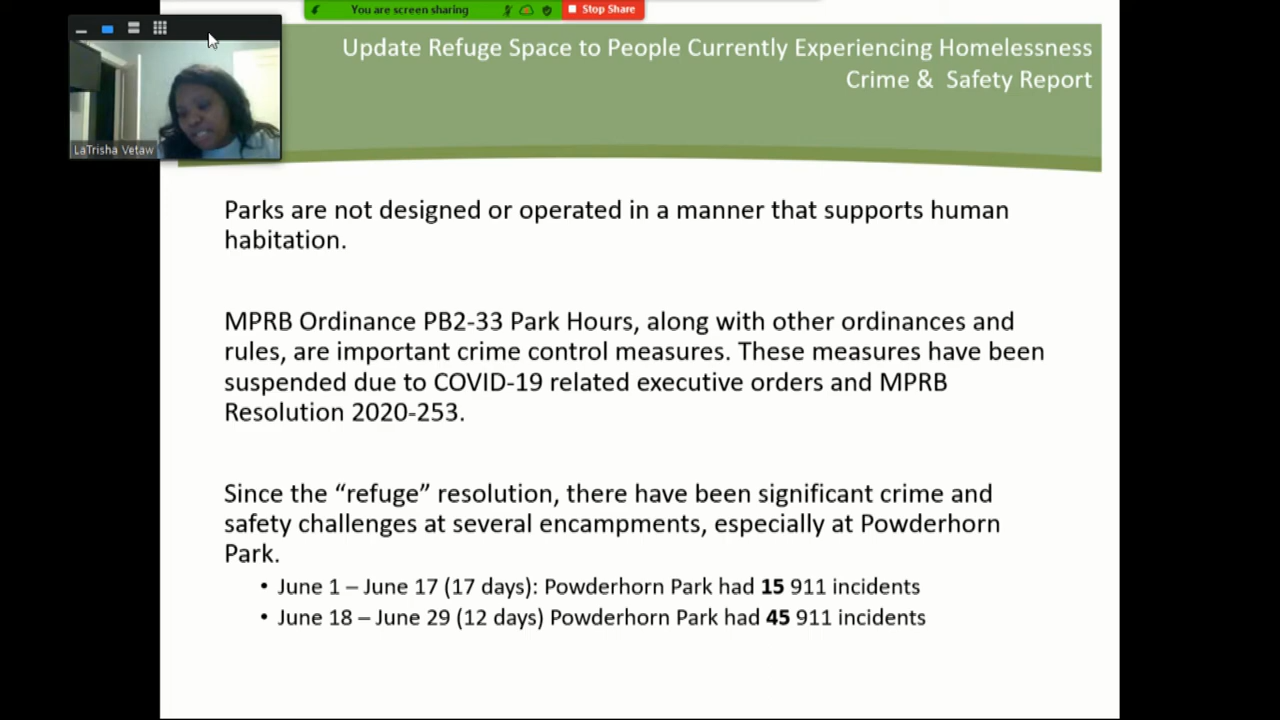 You are screen sharing
Stop Share
LaTrisha Vetaw
Update Refuge Space to People Currently Experiencing Homelessness
Crime & Safety Report
Parks are not designed or operated in a manner that supports human
habitation.
MPRB Ordinance PB2-33 Park Hours, along with other ordinances and
rules, are important crime control measures. These measures have been
suspended due to COVID-19 related executive orders and MPRB
Resolution 2020-253.
Since the “refuge” resolution, there have been significant crime and
safety challenges at several encampments, especially at Powderhorn
Park.
• June 1 – June 17 (17 days): Powderhorn Park had 15 911 incidents
• June 18 – June 29 (12 days) Powderhorn Park had 45 911 incidents